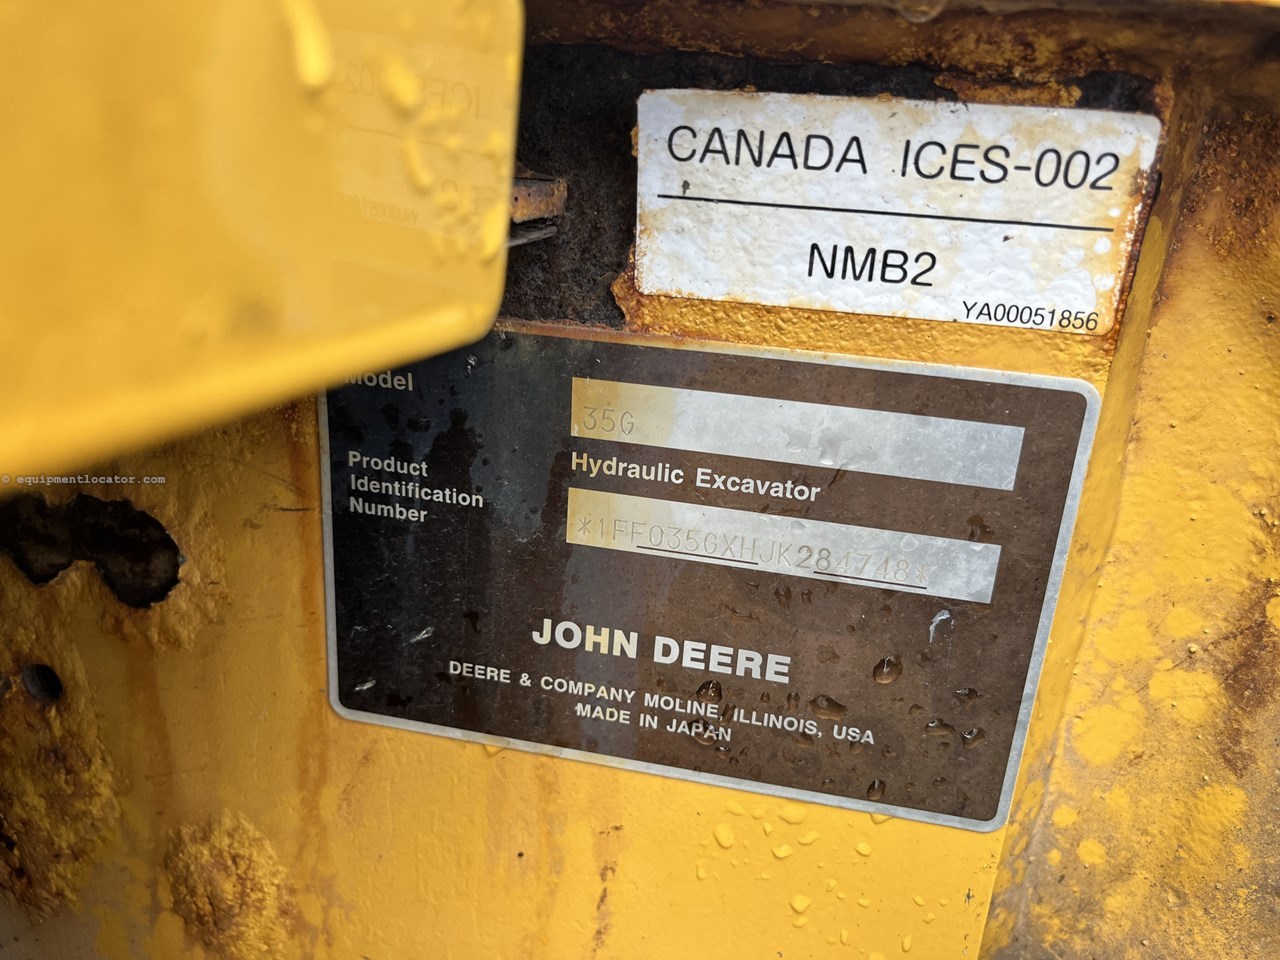 CANADA ICES-002
NMB2
YA00051856
Model
35G
Hydraulic Excavator
Product
Identification
Number
*1FF035GXHJK284748*
JOHN DEERE
DEERE & COMPANY MOLINE, ILLINOIS, USA
MADE IN JAPAN
© equipmentlocator.com